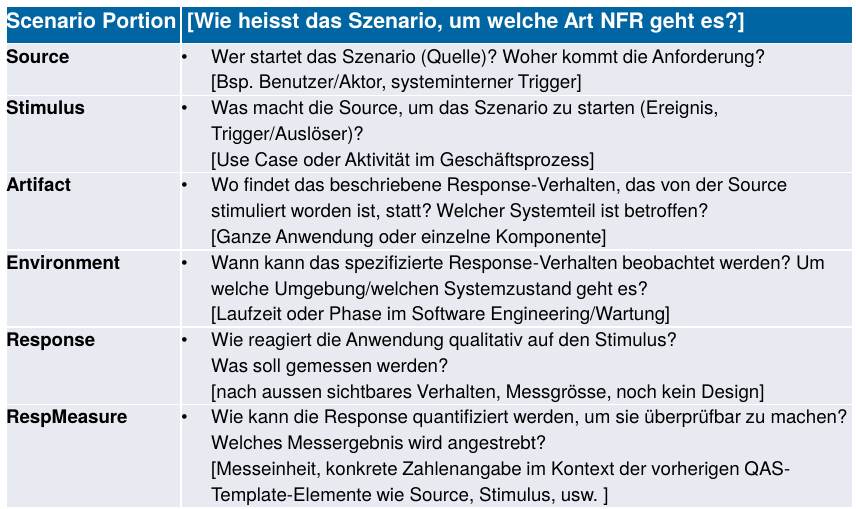 Scenario Portion [Wie heisst das Szenario, um welche Art NFR geht es?]
Source • Wer startet das Szenario (Quelle)? Woher kommt die Anforderung?
[Bsp. Benutzer/Aktor, systeminterner Trigger]
Stimulus • Was macht die Source, um das Szenario zu starten (Ereignis,
Trigger/Auslöser)?
[Use Case oder Aktivität im Geschäftsprozess]
Artifact • Wo findet das beschriebene Response-Verhalten, das von der Source
stimuliert worden ist, statt? Welcher Systemteil ist betroffen?
[Ganze Anwendung oder einzelne Komponente]
Environment • Wann kann das spezifizierte Response-Verhalten beobachtet werden? Um
welche Umgebung/welchen Systemzustand geht es?
[Laufzeit oder Phase im Software Engineering/Wartung]
Response • Wie reagiert die Anwendung qualitativ auf den Stimulus?
Was soll gemessen werden?
[nach aussen sichtbares Verhalten, Messgrösse, noch kein Design]
RespMeasure • Wie kann die Response quantifiziert werden, um sie überprüfbar zu machen?
Welches Messergebnis wird angestrebt?
[Messeinheit, konkrete Zahlenangabe im Kontext der vorherigen QAS-
Template-Elemente wie Source, Stimulus, usw. ]